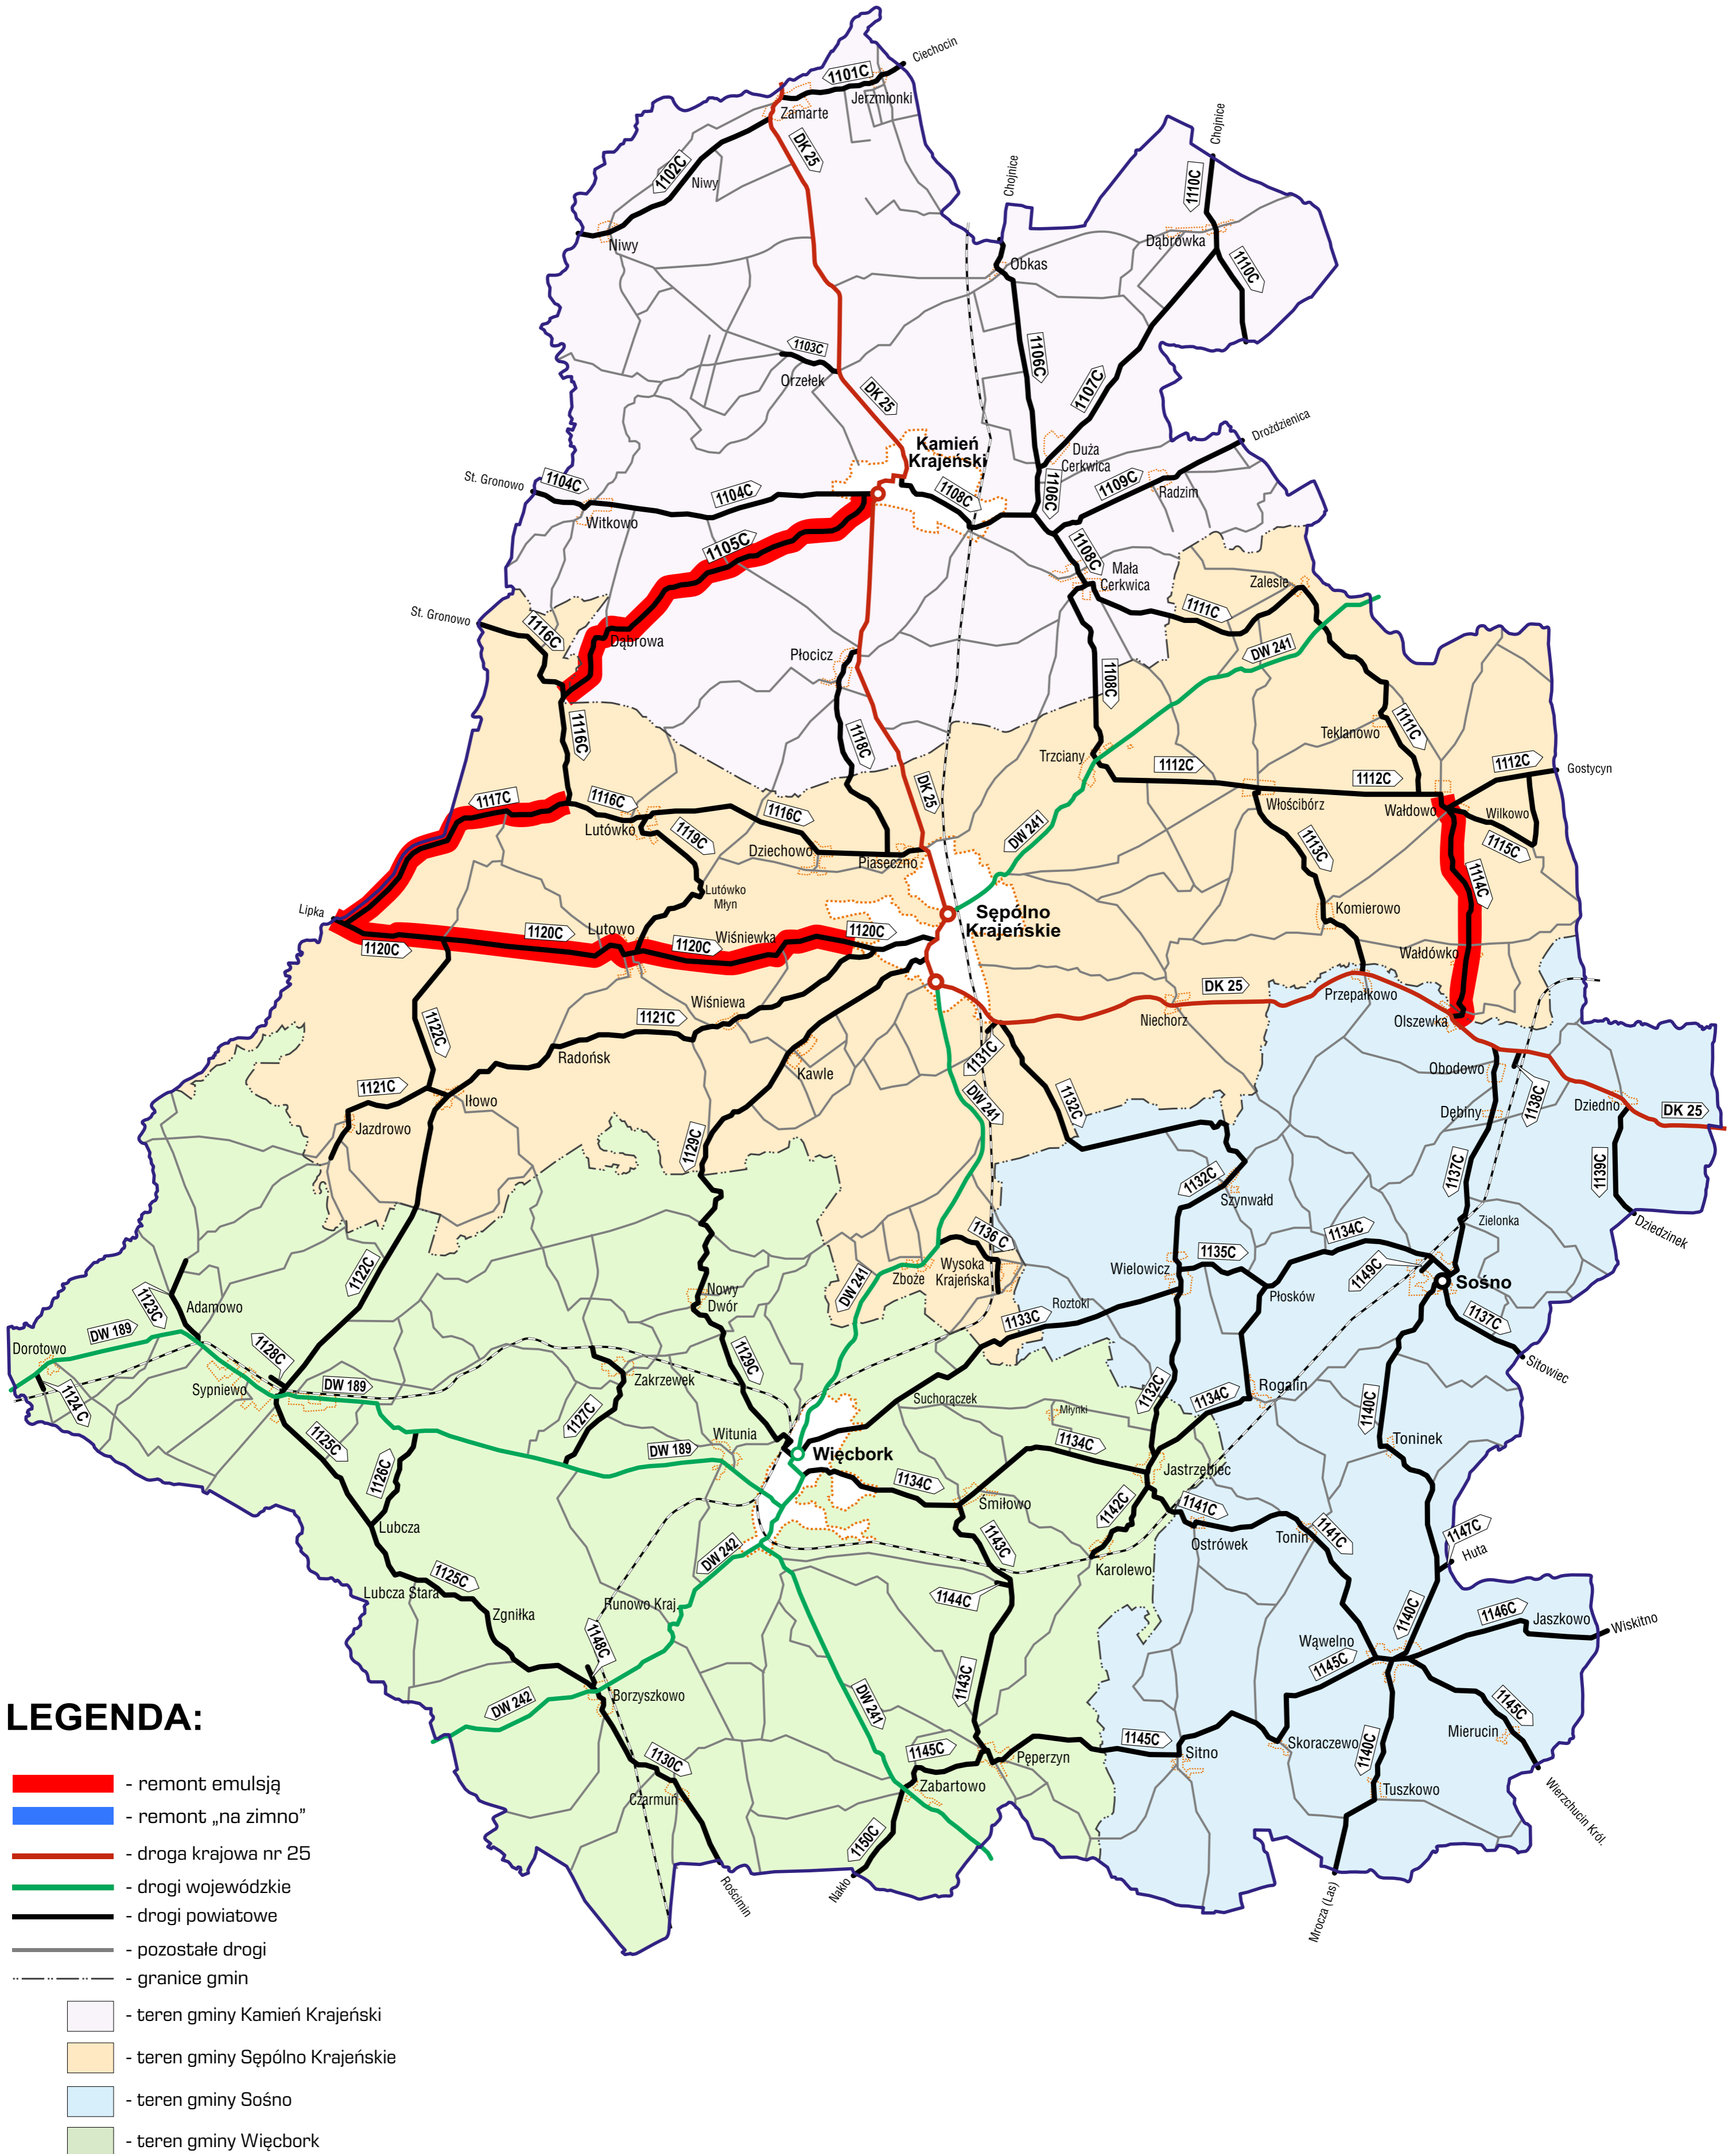 Ciechocin
1101C
Jerzmionki
Zamarte
DK 25
Chojnice
1102C
Niwy
Chojnice
1110C
Niwy
Dąbrówka
Obkas
1110C
1103C
1106C
Orzełek
1107C
DK 25
Kamień
Krajeński
Duża
Cerkwica
Drożdzienica
St. Gronowo
1104C
1104C
1108C
1106C
1109C
Radzim
Witkowo
1105C
1108C
Mała
Cerkwica
Zalesie
St. Gronowo
1116C
1111C
Dąbrowa
Płocicz
DW 241
1108C
1116C
1118C
Teklanowo
1111C
Trzciany
1112C
1112C
1112C
Gostycyn
DK 25
1117C
1116C
1116C
Włościbórz
Wałdowo
Wilkowo
Lutówko
1119C
DW 241
Dziechowo
Piaseczno
1113C
1115C
1114C
Lutówko
Młyn
Lipka
Sępólno
Krajeńskie
Komierowo
1120C
1120C
Lutowo
1120C
Wiśniewka
1120C
Wałdówko
DK 25
Przepałkowo
Wiśniewa
1121C
Niechorz
Olszewka
1122C
Radońsk
Kawle
1131C
Obodowo
1138C
1121C
Iłowo
DW 241
1132C
Dębiny
Dziedno
DK 25
Jazdrowo
1129C
1137C
1139C
1132C
Szynwałd
Zielonka
Dziedzinek
1136 C
1134C
1122C
Zboże
Wysoka
Krajeńska
Wielowicz
1135C
1149C
Sośno
1123C
Adamowo
Nowy
Dwór
DW 241
Roztoki
1133C
Płosków
1137C
DW 189
Dorotowo
1128C
1129C
Sitowiec
Sypniewo
DW 189
Zakrzewek
1124 C
Suchorączek
1132C
1134C
Rogalin
1140C
1125C
1127C
Młynki
Witunia
DW 189
Więcbork
1134C
Toninek
1126C
1134C
Jastrzębiec
Śmiłowo
1142C
1141C
Lubcza
1143C
Ostrówek
Tonin
1141C
1147C
Huta
DW 242
Karolewo
1125C
Lubcza Stara
1144C
Zgniłka
Runowo Kraj.
1140C
1146C
Jaszkowo
Wiskitno
1148C
Wąwelno
1143C
1145C
DW 242
Borzyszkowo
DW 241
1145C
Mierucin
LEGENDA:
1130C
1145C
Pęperzyn
1145C
Sitno
Skoraczewo
1140C
- remont emulsją
Czarmuń
Zabartowo
Tuszkowo
Wierzchucin Król.
- remont „na zimno”
1150C
- droga krajowa nr 25
Rościmin
Nakło
Mrocza (Las)
- drogi wojewódzkie
- drogi powiatowe
- pozostałe drogi
- granice gmin
- teren gminy Kamień Krajeński
- teren gminy Sępólno Krajeńskie
- teren gminy Sośno
- teren gminy Więcbork